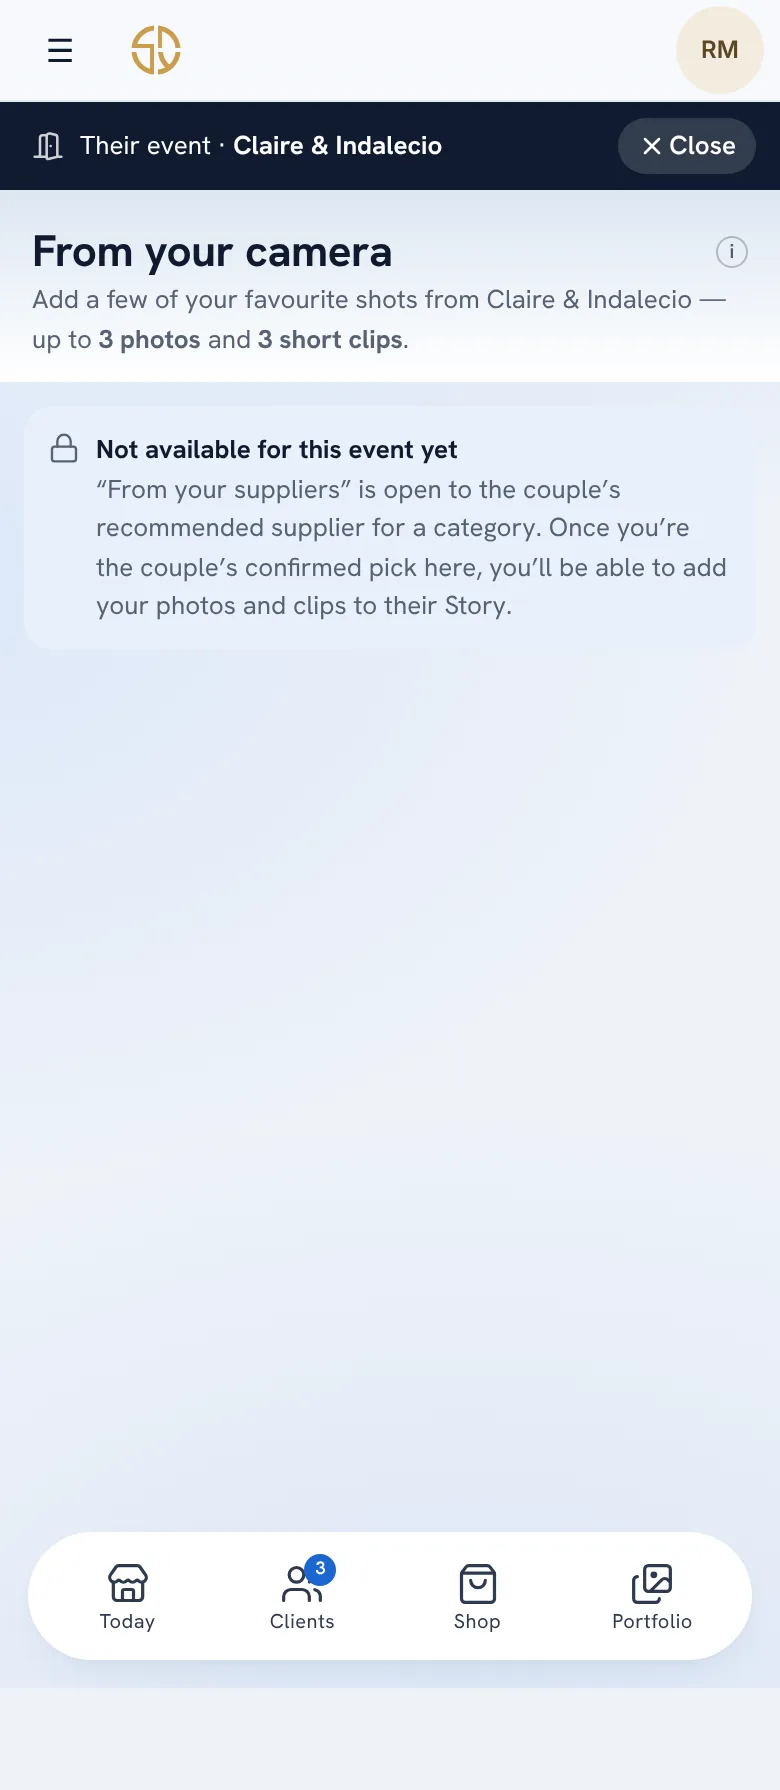 RM
Their event · Claire & Indalecio
Close
From your camera
i
Add a few of your favourite shots from Claire & Indalecio —
up to 3 photos and 3 short clips.
Not available for this event yet
“From your suppliers” is open to the couple’s
recommended supplier for a category. Once you’re
the couple’s confirmed pick here, you’ll be able to add
your photos and clips to their Story.
3
Today
Clients
Shop
Portfolio